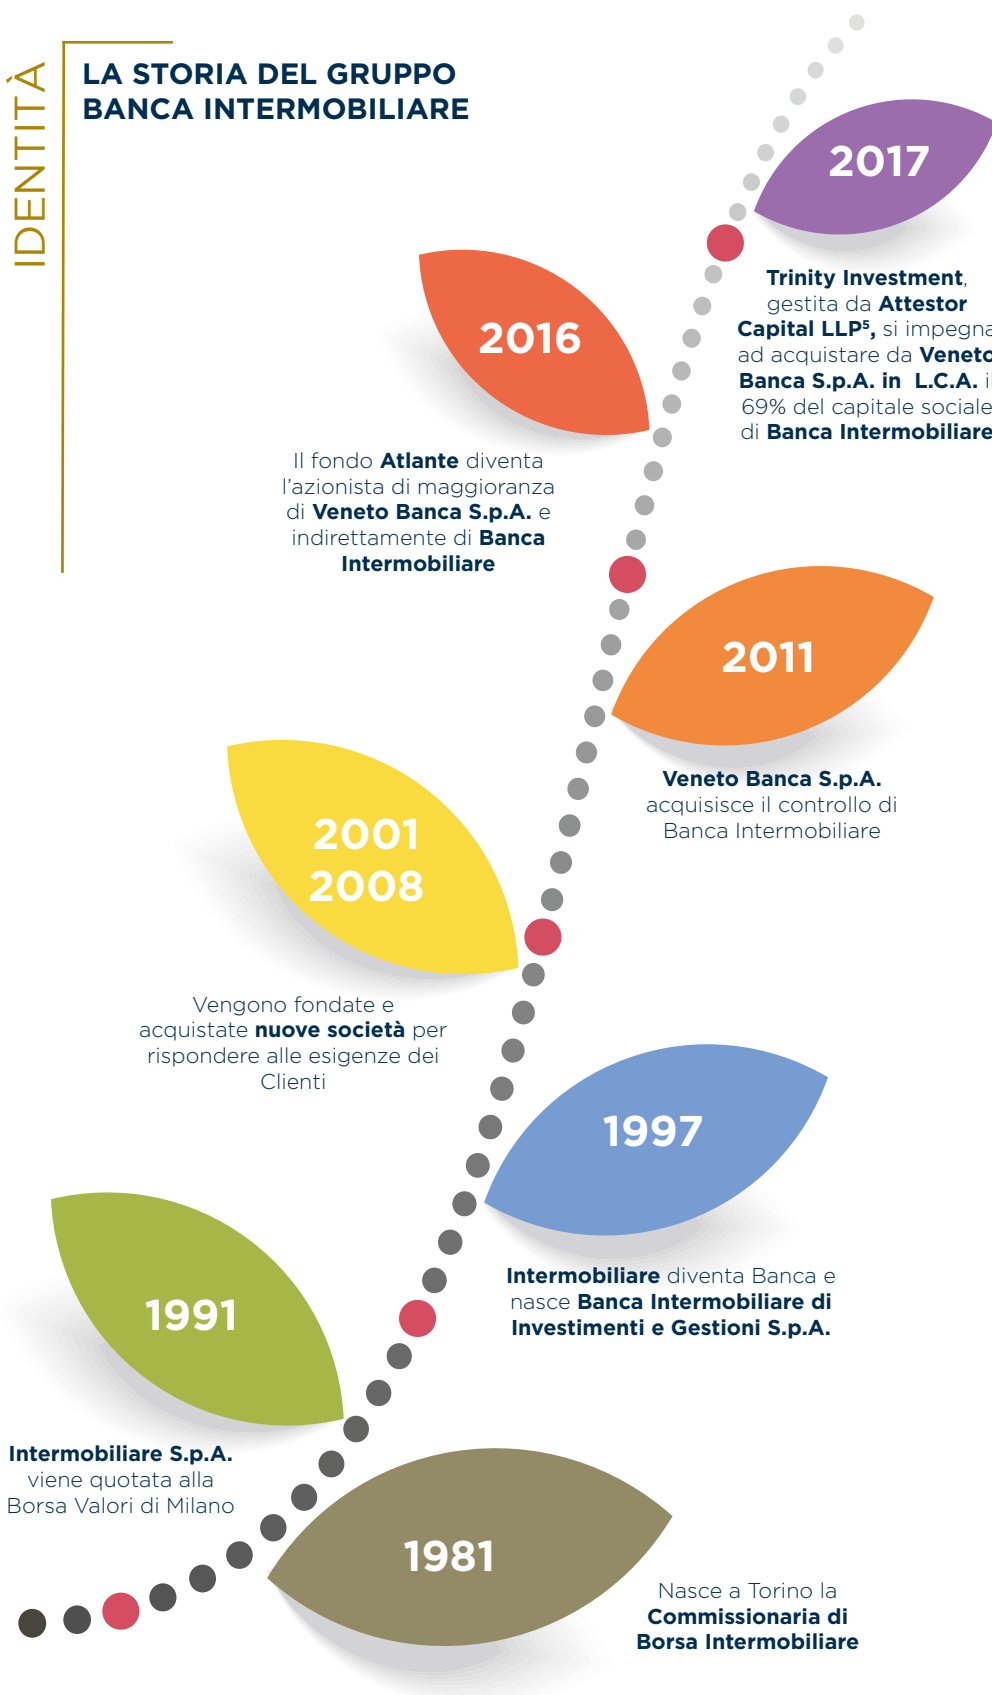 IDENTITÀ
LA STORIA DEL GRUPPO
BANCA INTERMOBILIARE
2017
Trinity Investment,
gestita da Attestor
Capital LLP⁵, si impegna
ad acquistare da Veneto
Banca S.p.A. in L.C.A. il
69% del capitale sociale
di Banca Intermobiliare
2016
Il fondo Atlante diventa
l’azionista di maggioranza
di Veneto Banca S.p.A. e
indirettamente di Banca
Intermobiliare
2011
Veneto Banca S.p.A.
acquisisce il controllo di
Banca Intermobiliare
2001
2008
Vengono fondate e
acquistate nuove società per
rispondere alle esigenze dei
Clienti
1997
Intermobiliare diventa Banca e
nasce Banca Intermobiliare di
Investimenti e Gestioni S.p.A.
1991
Intermobiliare S.p.A.
viene quotata alla
Borsa Valori di Milano
1981
Nasce a Torino la
Commissionaria di
Borsa Intermobiliare